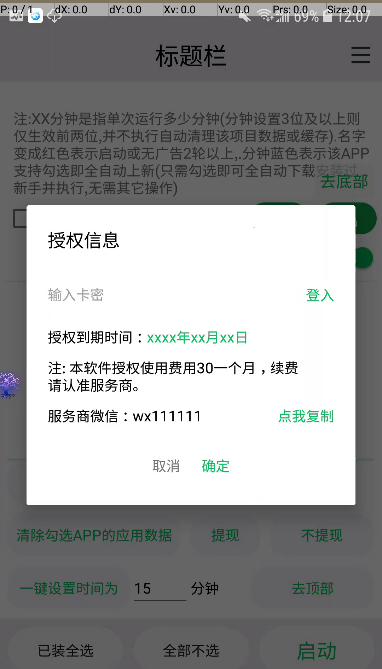 P: 0 / 1 dX: 0.0 dY: 0.0 Xv: 0.0 Yv: 0.0 Prs: 0.0 Size: 0.0
69% 12:07
标题栏
注:XX分钟是指单次运行多少分钟(分钟设置3位及以上则
仅生效前两位,并不执行自动清理该项目数据或缓存).名字
变成红色表示启动或无广告2轮以上,.分钟蓝色表示该APP
支持勾选即全自动上新(只需勾选即可全自动下载安装过
新手并执行,无需其它操作)
去底部
授权信息
输入卡密 登入
授权到期时间：xxxx年xx月xx日
注: 本软件授权使用费用30一个月，续费
请认准服务商。
服务商微信：wx111111 点我复制
取消 确定
清除勾选APP的应用数据 提现 不提现
一键设置时间为 15 分钟 去顶部
已装全选 全部不选 启动